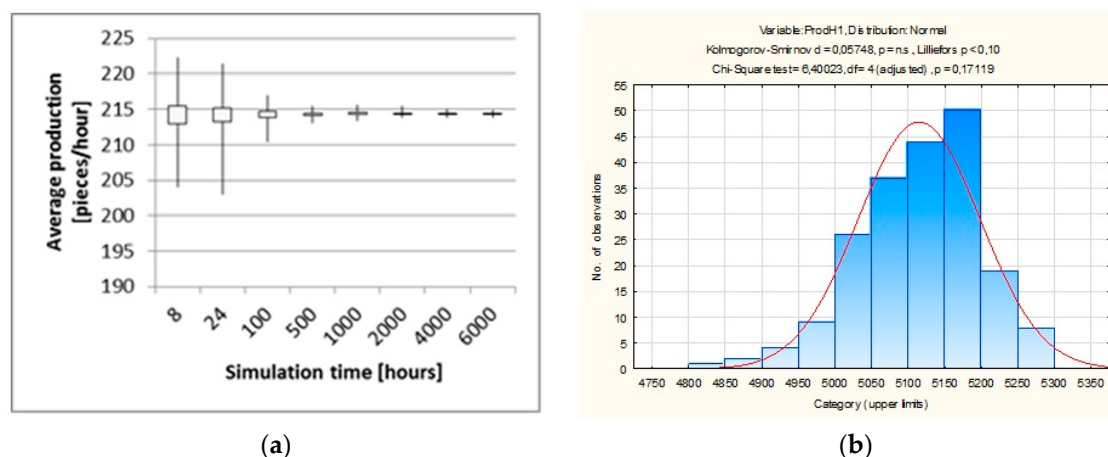 225
220
215
210
205
200
195
190
Average production
[pieces/hour]
8 24 100 500 1000 2000 4000 6000
Simulation time [hours]
(a)
Variable:ProdH1, Distribution: Normal
Kolmogorov-Smirnov d = 0,05748, p = n.s., Lilliefors p < 0,10
Chi-Square test = 6,40023, df = 4 (adjusted) , p = 0,17119
55
50
45
40
35
30
25
20
15
10
5
0
No. of observations
4750 4800 4850 4900 4950 5000 5050 5100 5150 5200 5250 5300 5350
Category (upper limits)
(b)